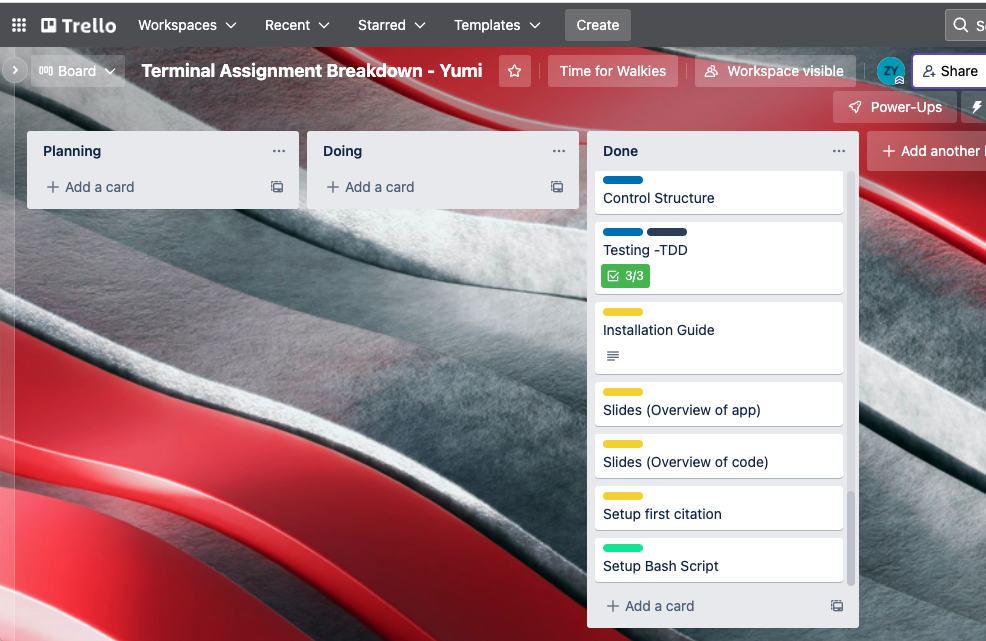 Trello Workspaces Recent Starred Templates Create
Board Terminal Assignment Breakdown - Yumi Time for Walkies Workspace visible ZY Share
Power-Ups
Planning
Add a card
Doing
Add a card
Done
Control Structure
Testing -TDD
3/3
Installation Guide
Slides (Overview of app)
Slides (Overview of code)
Setup first citation
Setup Bash Script
Add a card
Add another